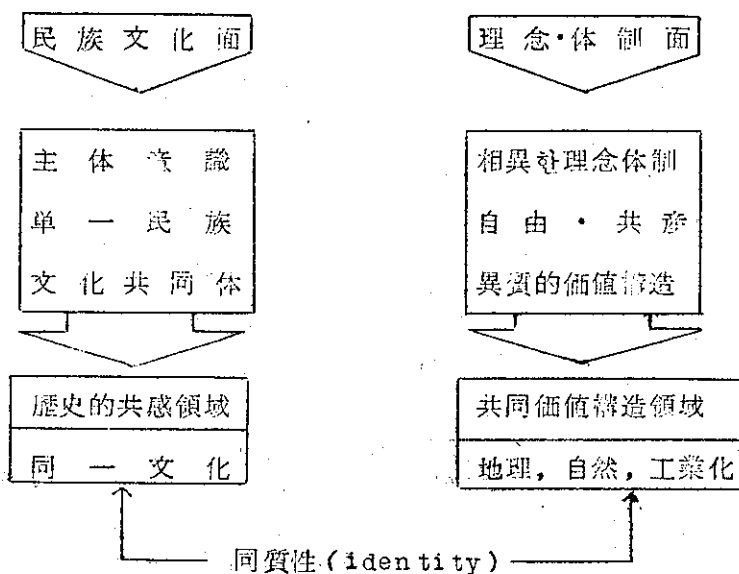 民族文化面
主体意識
単一民族
文化共同体
歴史的共感領域
同一文化
理念·体制面
相異한理念体制
自由·共産
異質的価値構造
共同価値構造領域
地理, 自然, 工業化
同質性(identity)